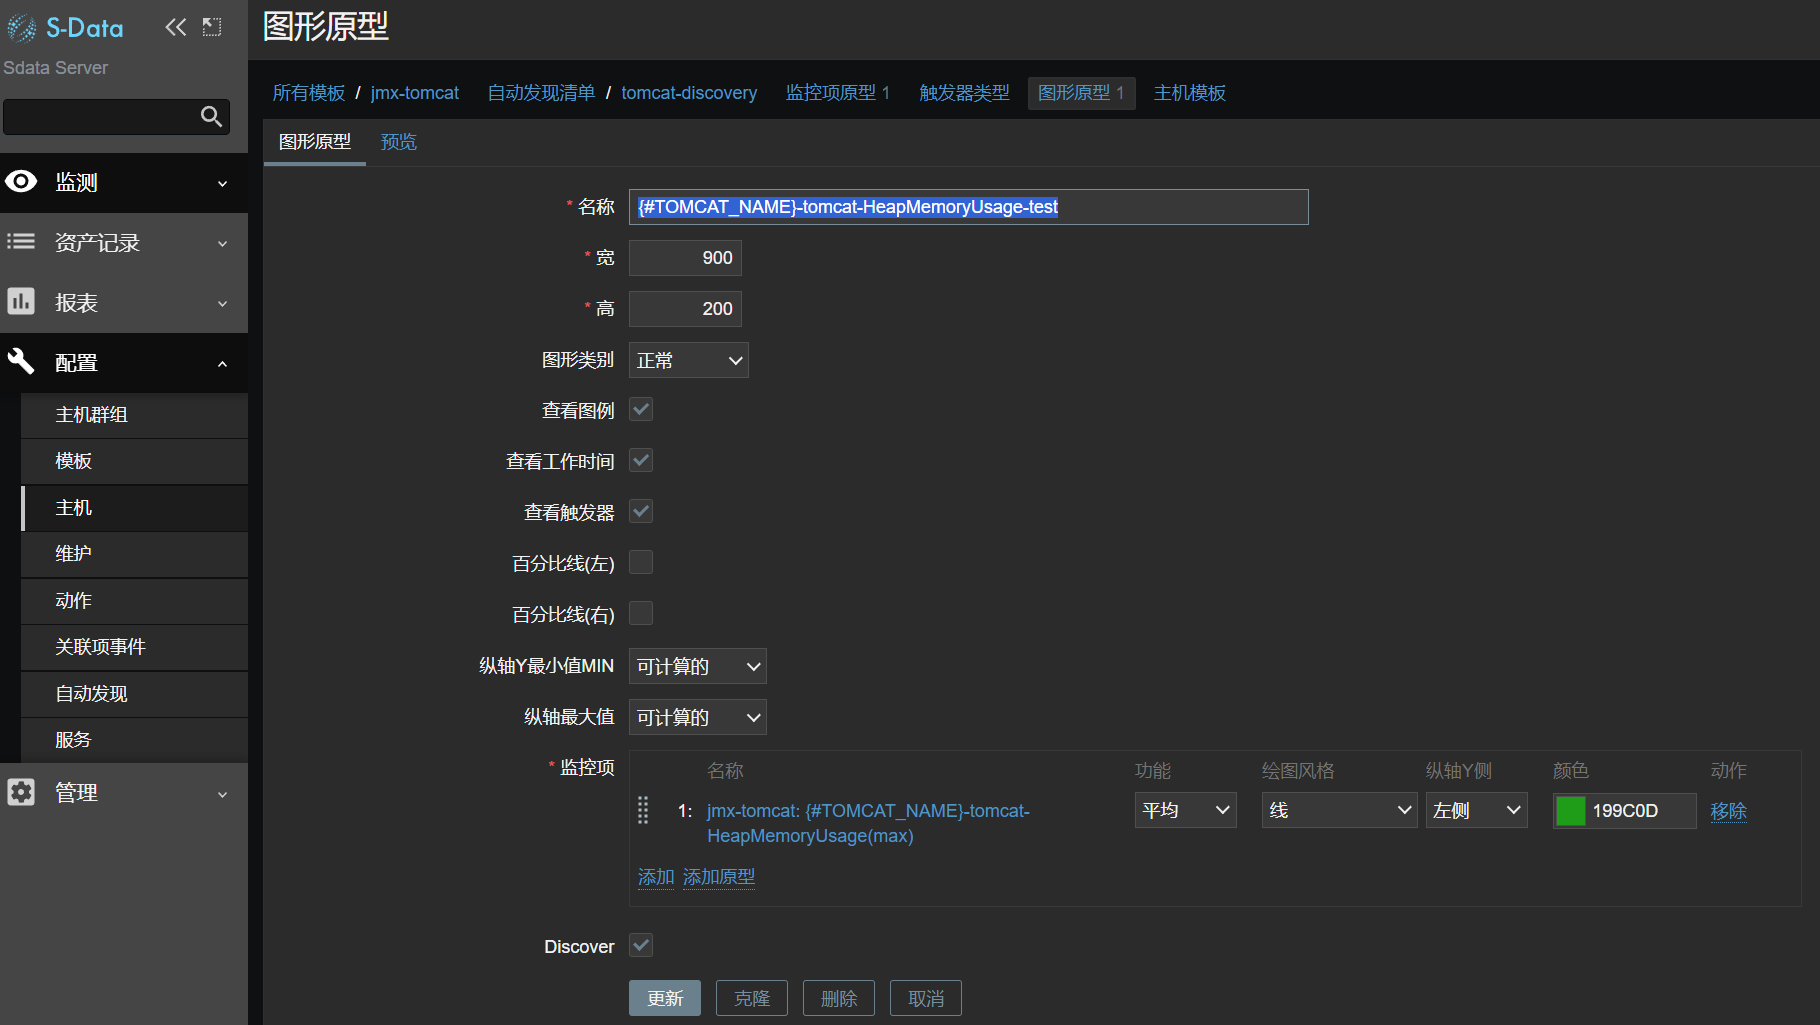 S-Data
Sdata Server
监测
资产记录
报表
配置
主机群组
模板
主机
维护
动作
关联项事件
自动发现
服务
管理
图形原型
所有模板 / jmx-tomcat 自动发现清单 / tomcat-discovery 监控项原型 1 触发器类型 图形原型 1 主机模板
图形原型 预览
* 名称 {#TOMCAT_NAME}-tomcat-HeapMemoryUsage-test
* 宽 900
* 高 200
图形类别 正常
查看图例
查看工作时间
查看触发器
百分比线(左)
百分比线(右)
纵轴Y最小值MIN 可计算的
纵轴最大值 可计算的
* 监控项
名称 功能 绘图风格 纵轴Y侧 颜色 动作
1: jmx-tomcat: {#TOMCAT_NAME}-tomcat- 平均 线 左侧 199C0D 移除
HeapMemoryUsage(max)
添加 添加原型
Discover
更新 克隆 删除 取消